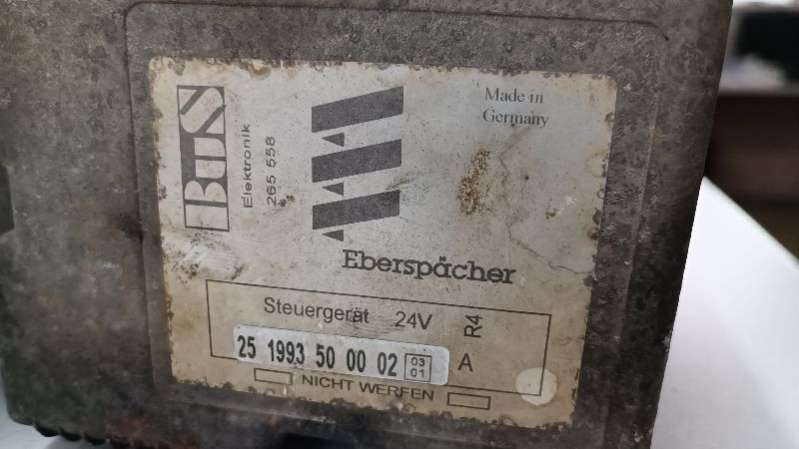 BuS
Elektronik
265 558
Made in
Germany
Eberspächer
Steuergerät 24V R4
25 1993 50 00 02 03 01 A
NICHT WERFEN